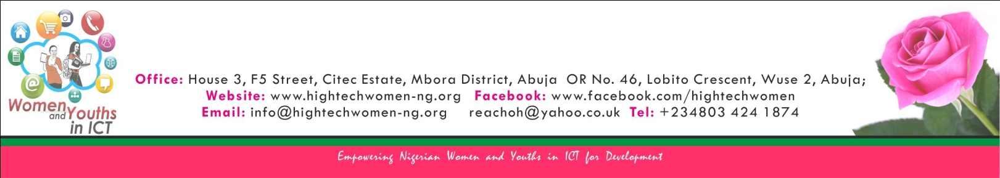 Women
and Youths
in ICT
Office: House 3, F5 Street, Citec Estate, Mbora District, Abuja OR No. 46, Lobito Crescent, Wuse 2, Abuja;
Website: www.hightechwomen-ng.org Facebook: www.facebook.com/hightechwomen
Email: info@hightechwomen-ng.org reachoh@yahoo.co.uk Tel: +234803 424 1874
Empowering Nigerian Women and Youths in ICT for Development